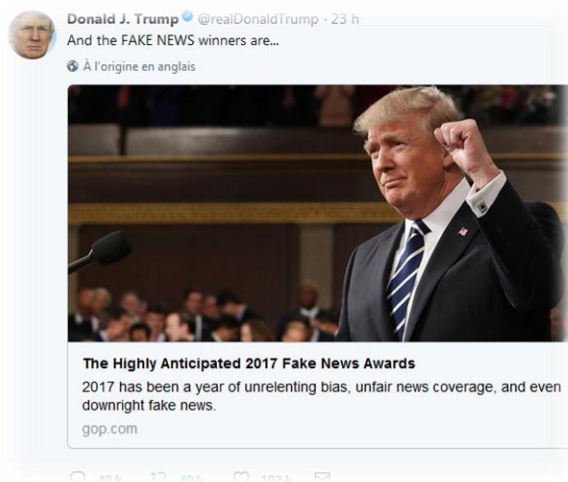 Donald J. Trump @realDonaldTrump · 23 h
And the FAKE NEWS winners are...
À l'origine en anglais
The Highly Anticipated 2017 Fake News Awards
2017 has been a year of unrelenting bias, unfair news coverage, and even
downright fake news.
gop.com